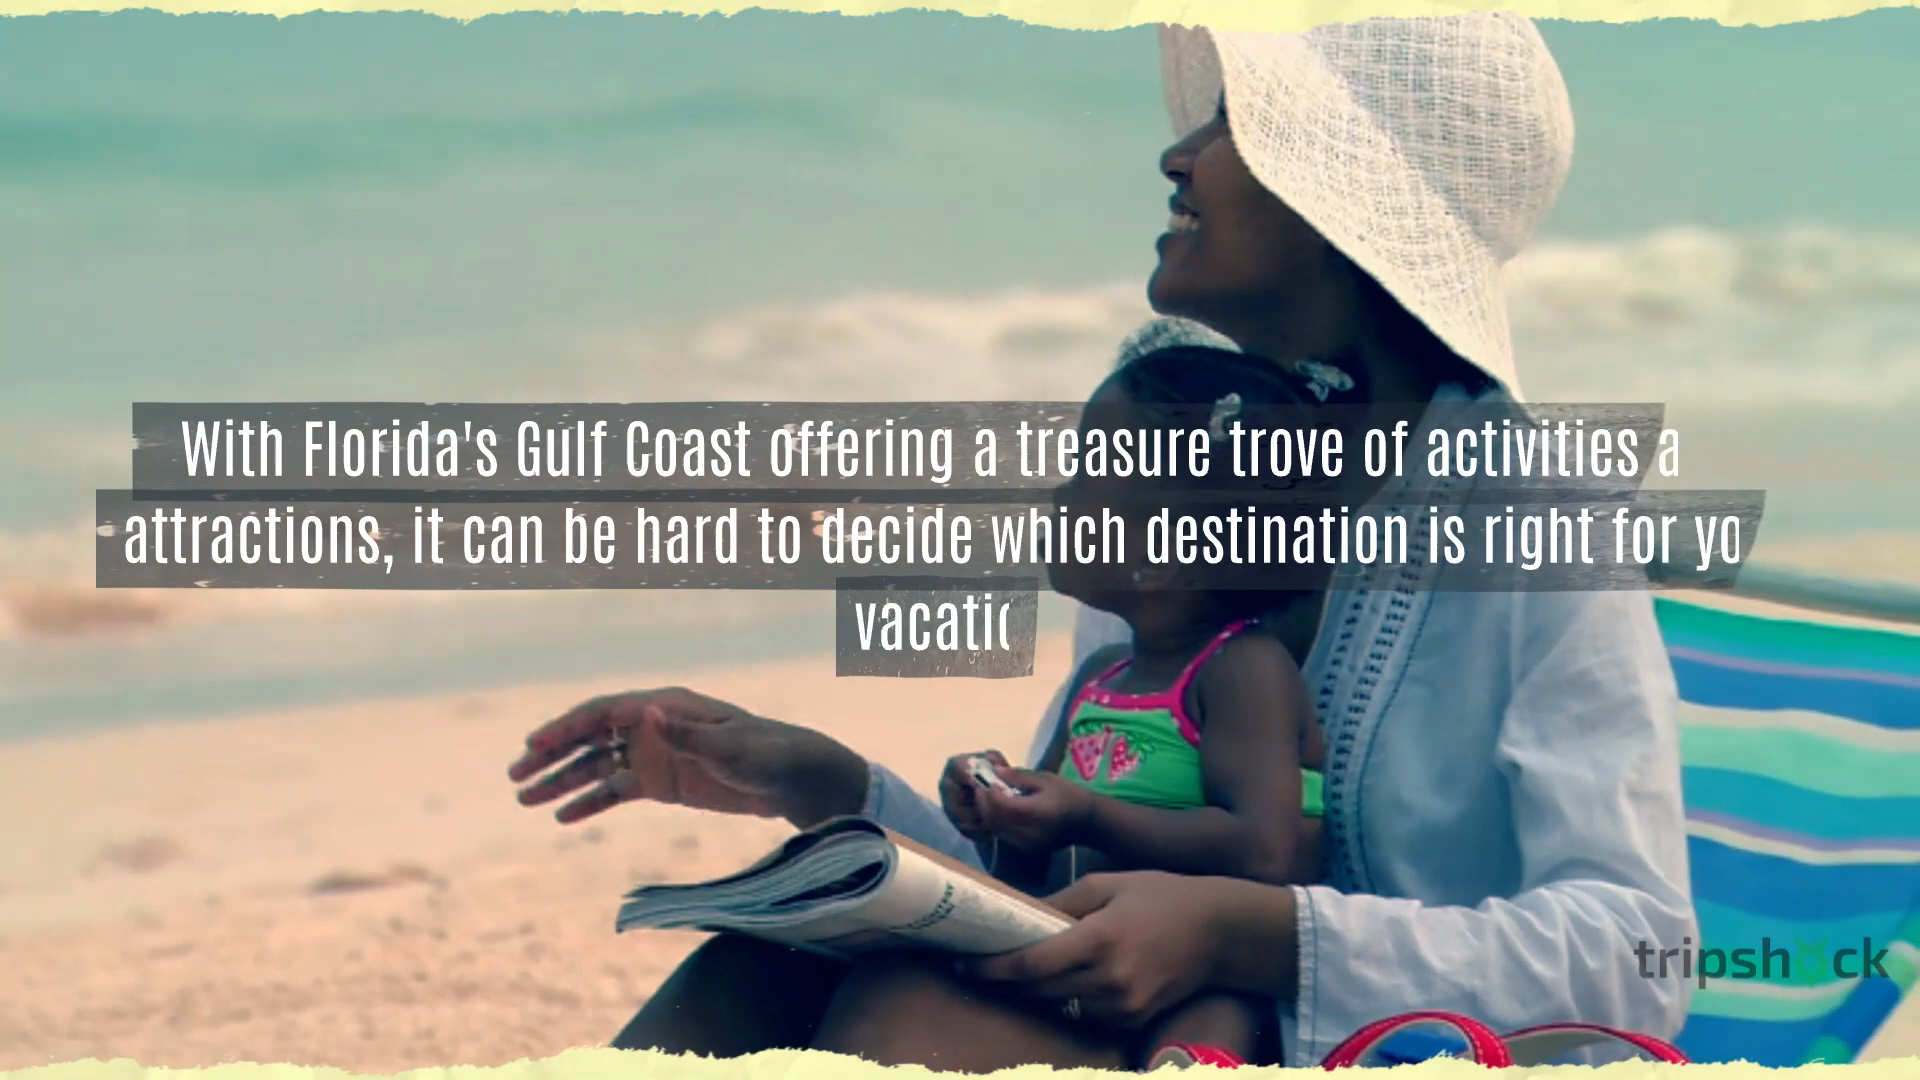 With Florida's Gulf Coast offering a treasure trove of activities a
attractions, it can be hard to decide which destination is right for yo
vacatio
tripshock